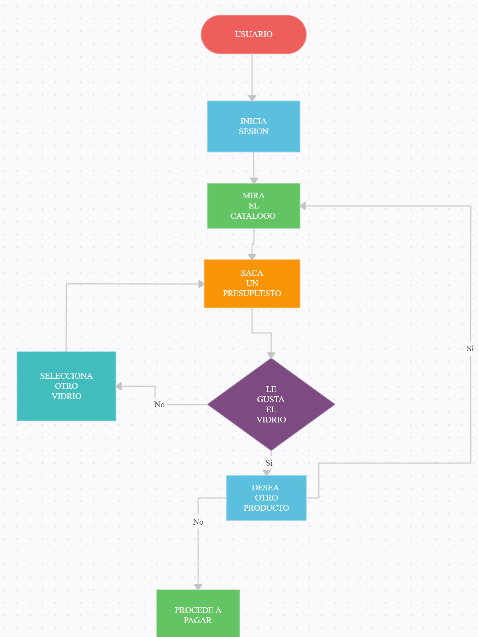 USUARIO
INICIA
SESION
MIRA
EL
CATALOGO
SACA
UN
PRESUPUESTO
Sí
SELECCIONA
OTRO
VIDRIO
No
LE
GUSTA
EL
VIDRIO
Si
DESEA
OTRO
PRODUCTO
No
PROCEDE A
PAGAR